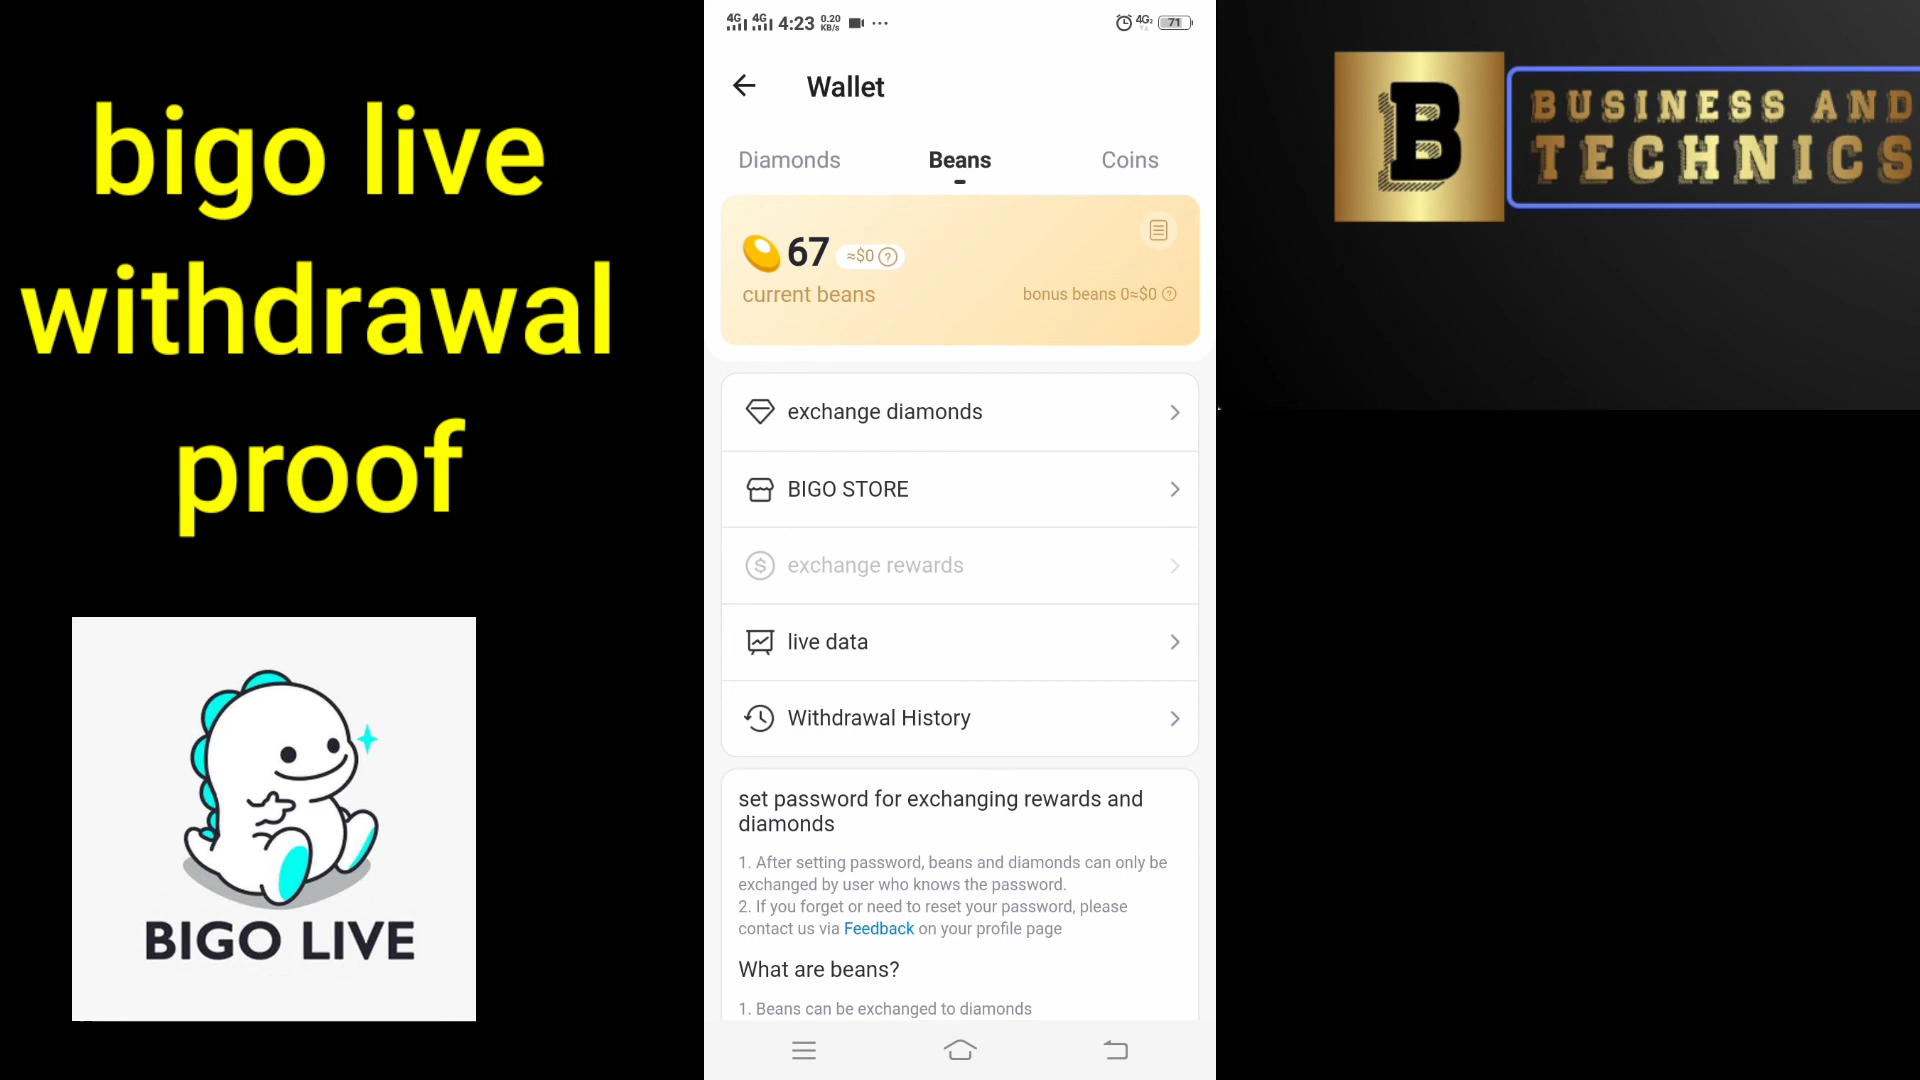 bigo live
withdrawal
proof
BIGO LIVE
4G 4G 4:23 0.20 KB/s ... 4G 71
Wallet
Diamonds Beans Coins
67 ≈$0 ?
current beans bonus beans 0≈$0 ?
exchange diamonds
BIGO STORE
$ exchange rewards
live data
Withdrawal History
set password for exchanging rewards and
diamonds
1. After setting password, beans and diamonds can only be
exchanged by user who knows the password.
2. If you forget or need to reset your password, please
contact us via Feedback on your profile page
What are beans?
1. Beans can be exchanged to diamonds
B
BUSINESS AND
TECHNICS